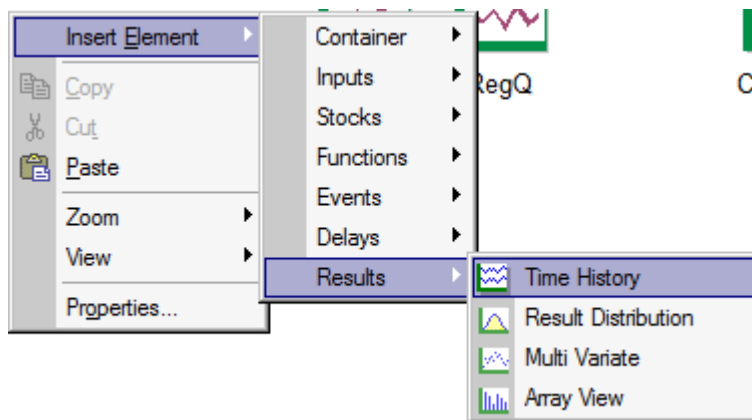 Insert Element
Copy
Cut
Paste
Zoom
View
Properties...
Container
Inputs
Stocks
Functions
Events
Delays
Results
Time History
Result Distribution
Multi Variate
Array View
RegQ
C